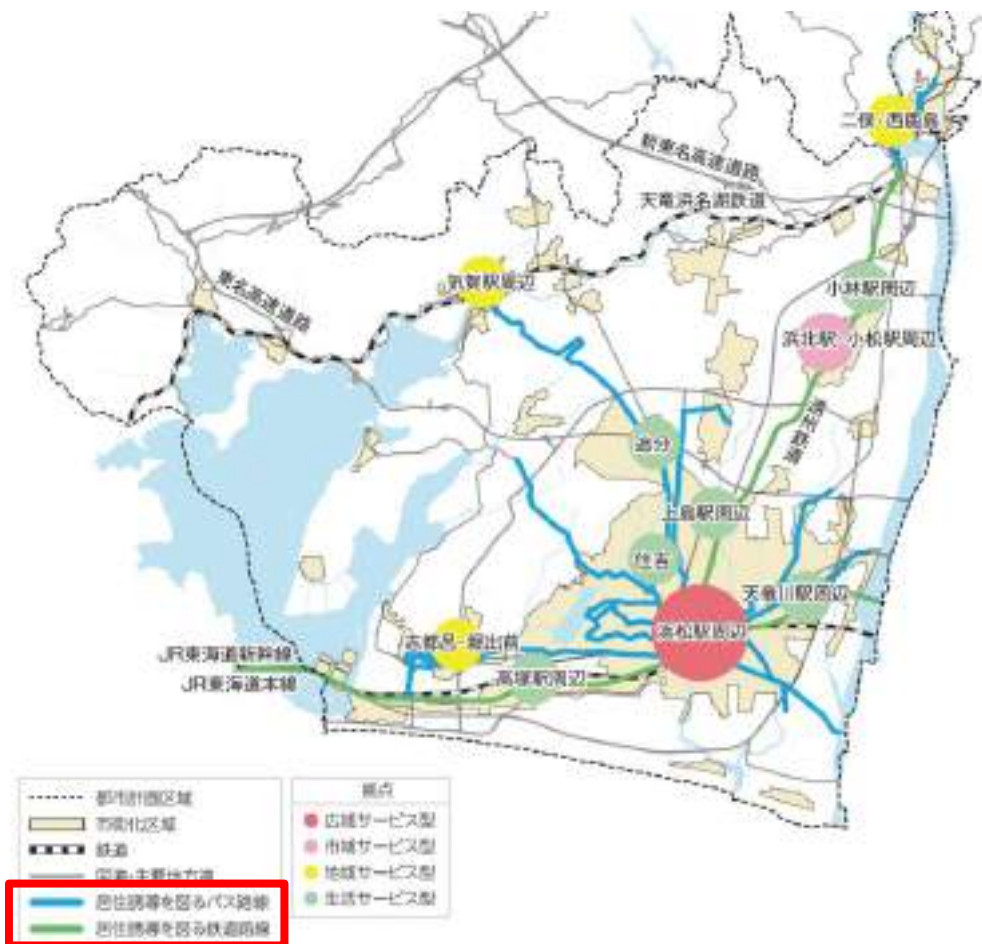 二俣・西鹿島
新東名高速道路
天竜浜名湖鉄道
気賀駅周辺
小林駅周辺
東名高速道路
浜北駅・小松駅周辺
遠州鉄道
追分
上島駅周辺
住吉
天竜川駅周辺
浜松駅周辺
志都呂・堀出前
JR東海道新幹線
高塚駅周辺
JR東海道本線
都市計画区域
市街化区域
鉄道
国道・主要地方道
居住誘導を図るバス路線
居住誘導を図る鉄道路線
拠点
広域サービス型
市域サービス型
地域サービス型
生活サービス型